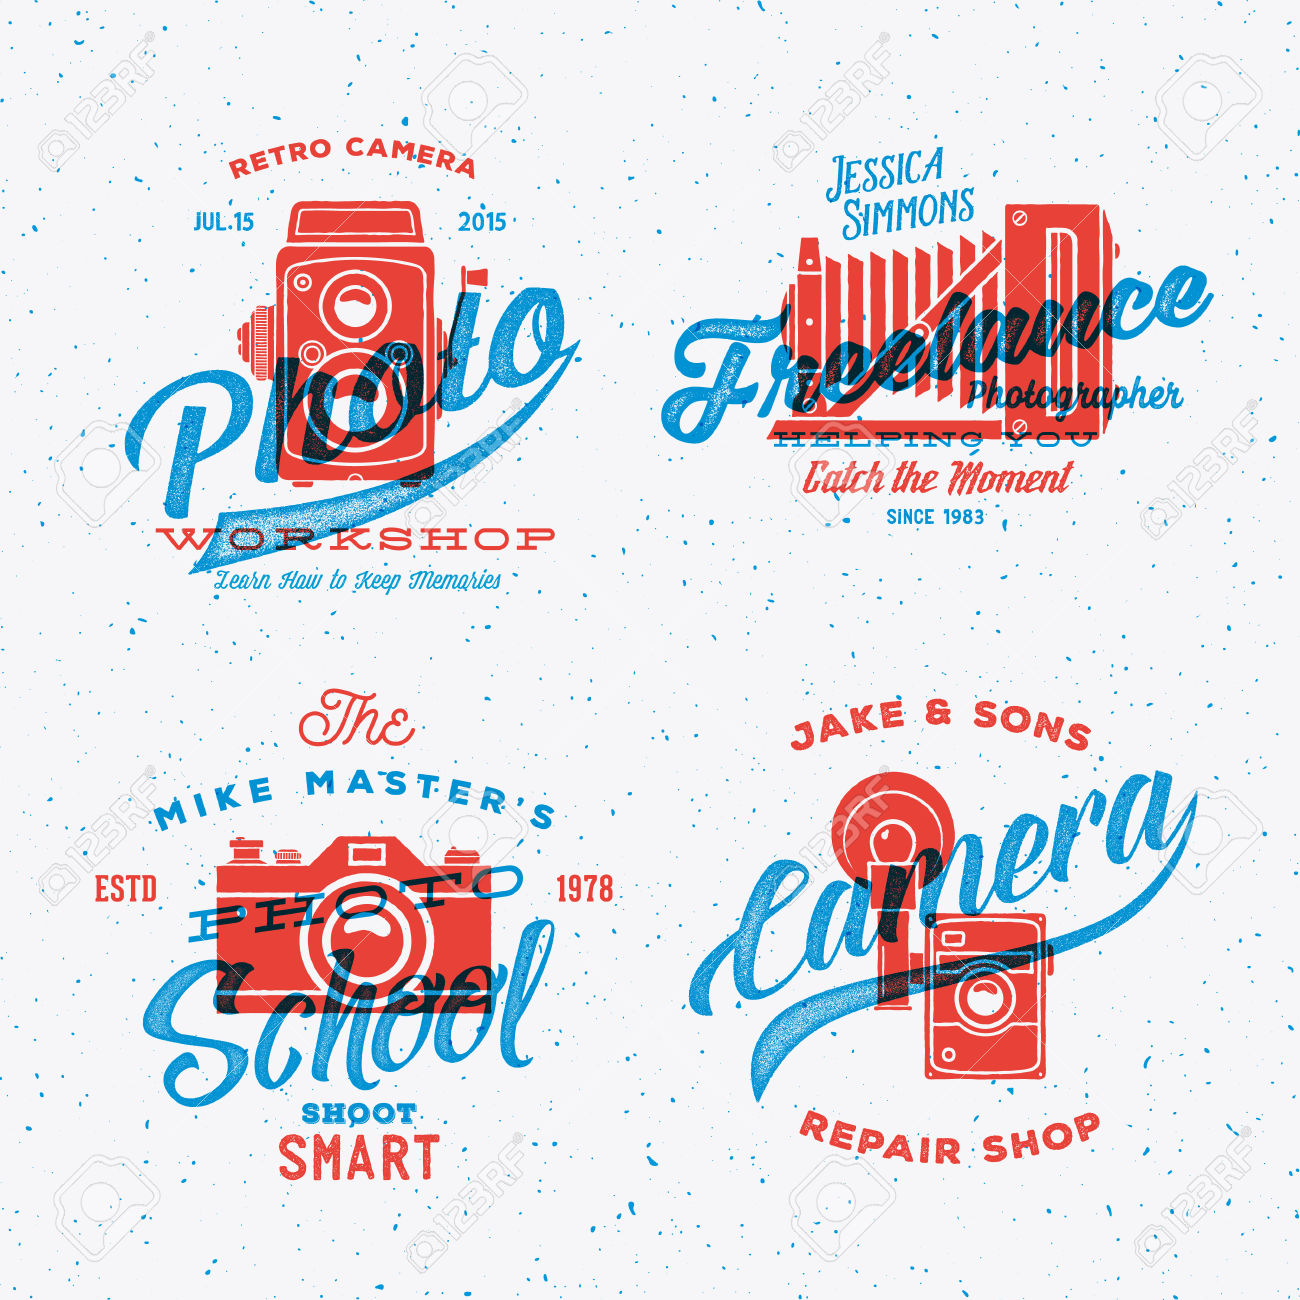 RETRO CAMERA
JUL.15 2015
Photo
WORKSHOP
Learn How to Keep Memories
JESSICA
SIMMONS
Freelance
Photographer
HELPING YOU
Catch the Moment
SINCE 1983
The
MIKE MASTER'S
ESTD 1978
PHOTO
School
SHOOT
SMART
JAKE & SONS
Camera
REPAIR SHOP
123RF